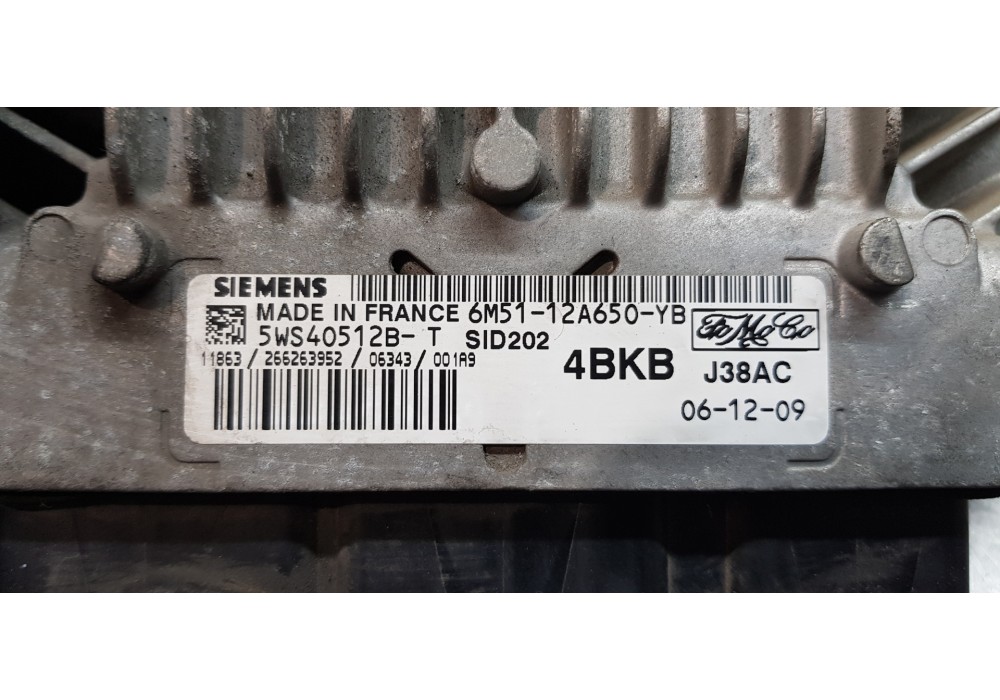 SIEMENS
MADE IN FRANCE 6M51-12A650-YB
5WS40512B- T SID202
FoMoCo
11863 / 266263952 / 06343 / 001A9
4BKB J38AC
06-12-09